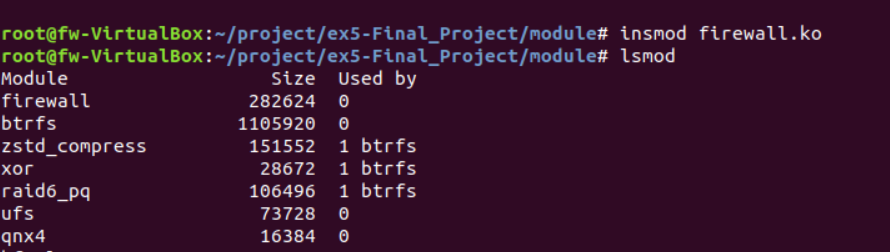 root@fw-VirtualBox:~/project/ex5-Final_Project/module# insmod firewall.ko
root@fw-VirtualBox:~/project/ex5-Final_Project/module# lsmod
Module                  Size  Used by
firewall              282624  0
btrfs                1105920  0
zstd_compress         151552  1 btrfs
xor                    28672  1 btrfs
raid6_pq              106496  1 btrfs
ufs                    73728  0
qnx4                   16384  0